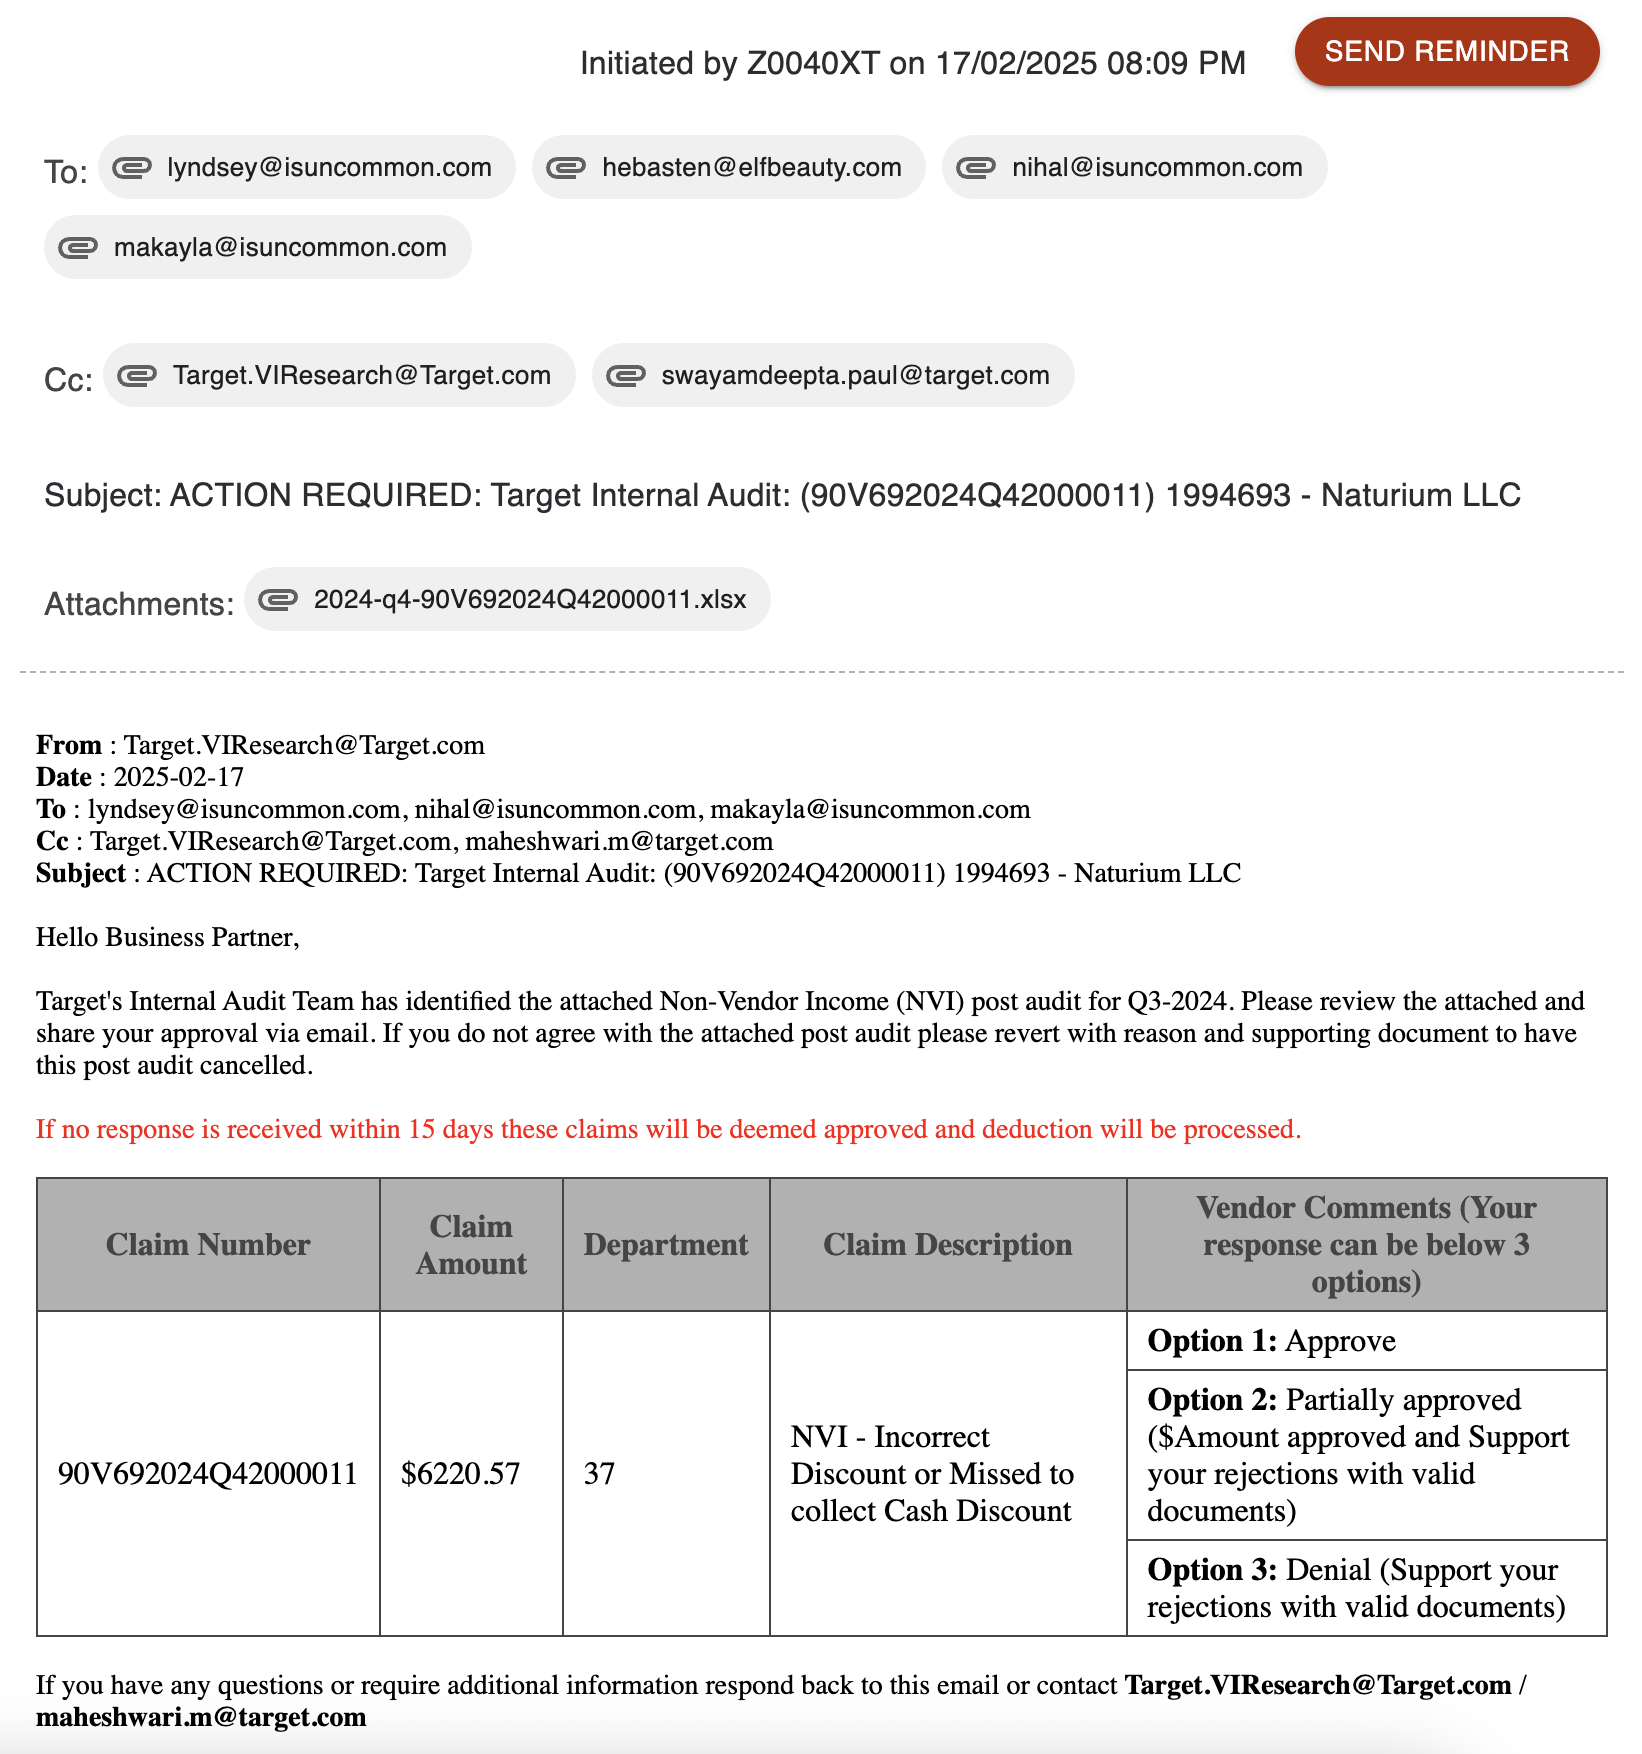 Initiated by Z0040XT on 17/02/2025 08:09 PM
SEND REMINDER
To: lyndsey@isuncommon.com hebasten@elfbeauty.com nihal@isuncommon.com
makayla@isuncommon.com
Cc: Target.VIResearch@Target.com swayamdeepta.paul@target.com
Subject: ACTION REQUIRED: Target Internal Audit: (90V692024Q42000011) 1994693 - Naturium LLC
Attachments: 2024-q4-90V692024Q42000011.xlsx
From : Target.VIResearch@Target.com
Date : 2025-02-17
To : lyndsey@isuncommon.com, nihal@isuncommon.com, makayla@isuncommon.com
Cc : Target.VIResearch@Target.com, maheshwari.m@target.com
Subject : ACTION REQUIRED: Target Internal Audit: (90V692024Q42000011) 1994693 - Naturium LLC
Hello Business Partner,
Target's Internal Audit Team has identified the attached Non-Vendor Income (NVI) post audit for Q3-2024. Please review the attached and
share your approval via email. If you do not agree with the attached post audit please revert with reason and supporting document to have
this post audit cancelled.
If no response is received within 15 days these claims will be deemed approved and deduction will be processed.
Claim Number
Claim
Amount
Department
Claim Description
Vendor Comments (Your
response can be below 3
options)
90V692024Q42000011
$6220.57
37
NVI - Incorrect
Discount or Missed to
collect Cash Discount
Option 1: Approve
Option 2: Partially approved
($Amount approved and Support
your rejections with valid
documents)
Option 3: Denial (Support your
rejections with valid documents)
If you have any questions or require additional information respond back to this email or contact Target.VIResearch@Target.com /
maheshwari.m@target.com